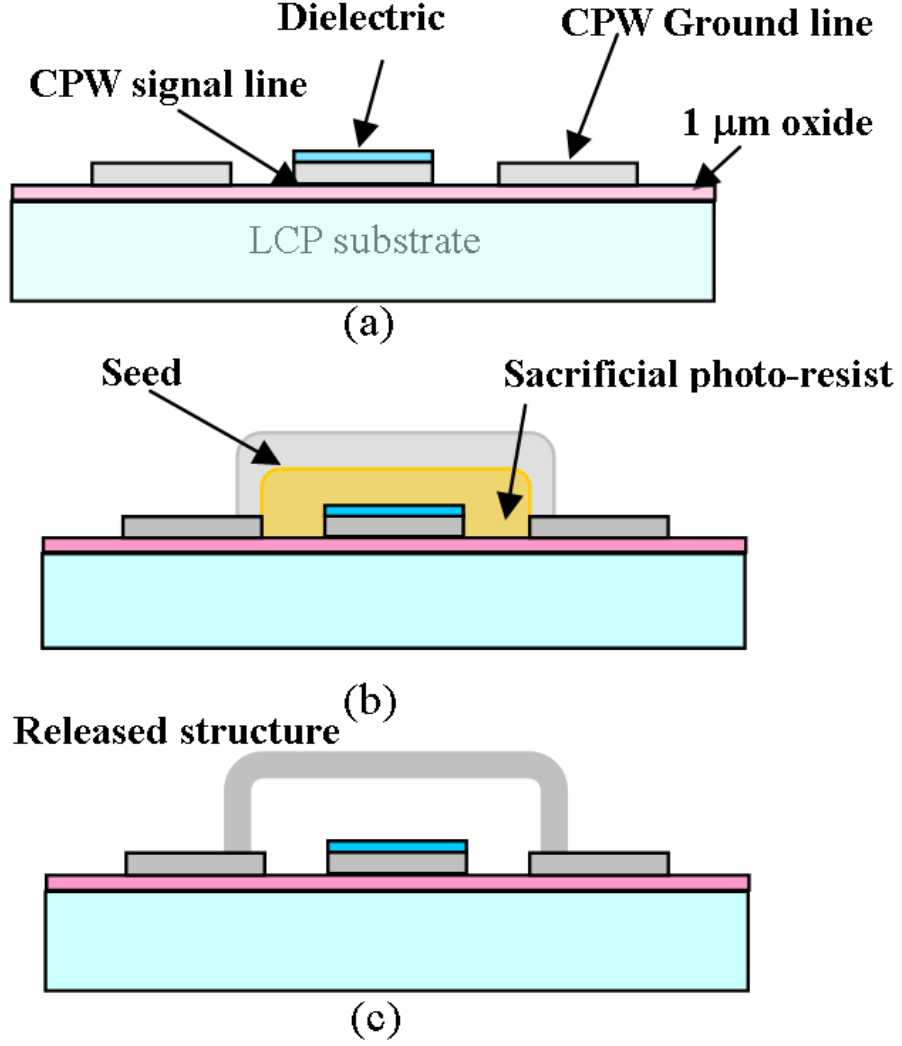 Dielectric
CPW Ground line
CPW signal line
1 μm oxide
LCP substrate
(a)
Seed
Sacrificial photo-resist
(b)
Released structure
(c)